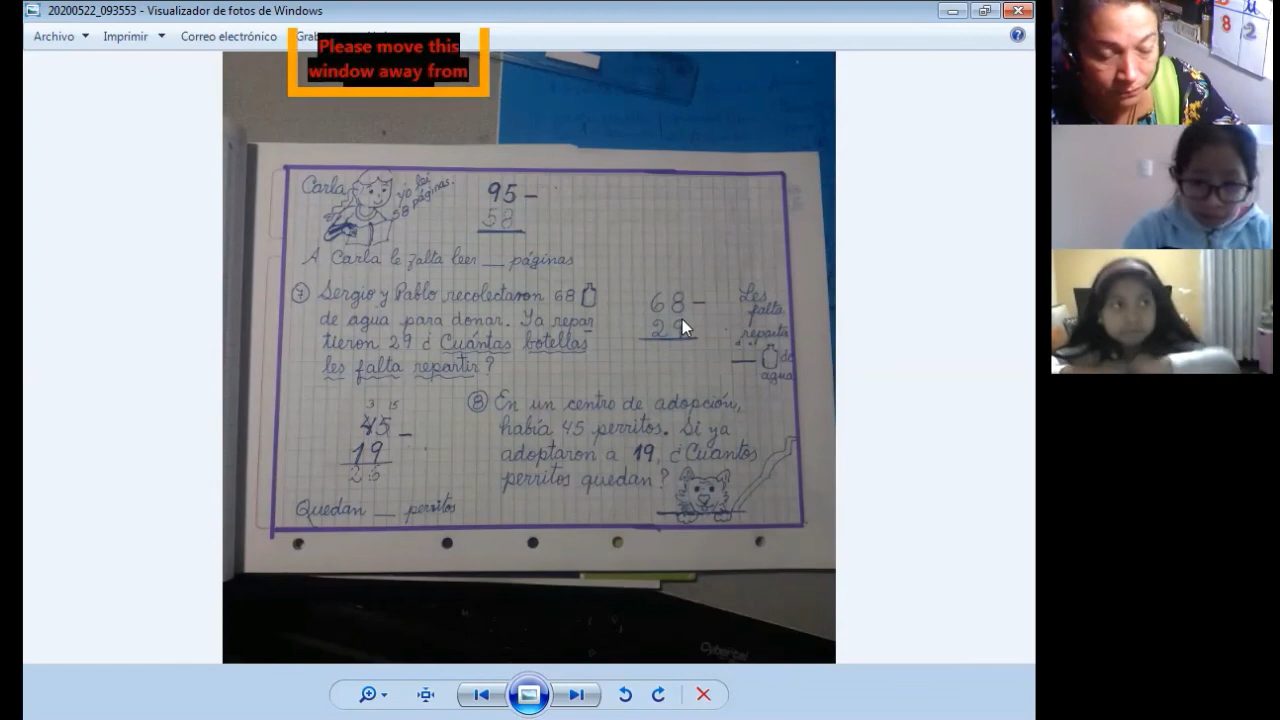 20200522_093553 - Visualizador de fotos de Windows
Archivo Imprimir Correo electrónico
Please move this
window away from
Carla
yo leí
58 páginas.
95 -
58
A Carla le falta leer __ páginas
7 Sergio y Pablo recolectaron 68
de agua para donar. Ya repar
tieron 29 ¿ Cuántas botellas
les falta repartir?
68 -
29
Les
falta
repartir
__ de
agua
3 15
45 -
19
26
Quedan __ perritos
8 En un centro de adopción,
había 45 perritos. Si ya
adoptaron a 19, ¿Cuantos
perritos quedan?
u
8 2